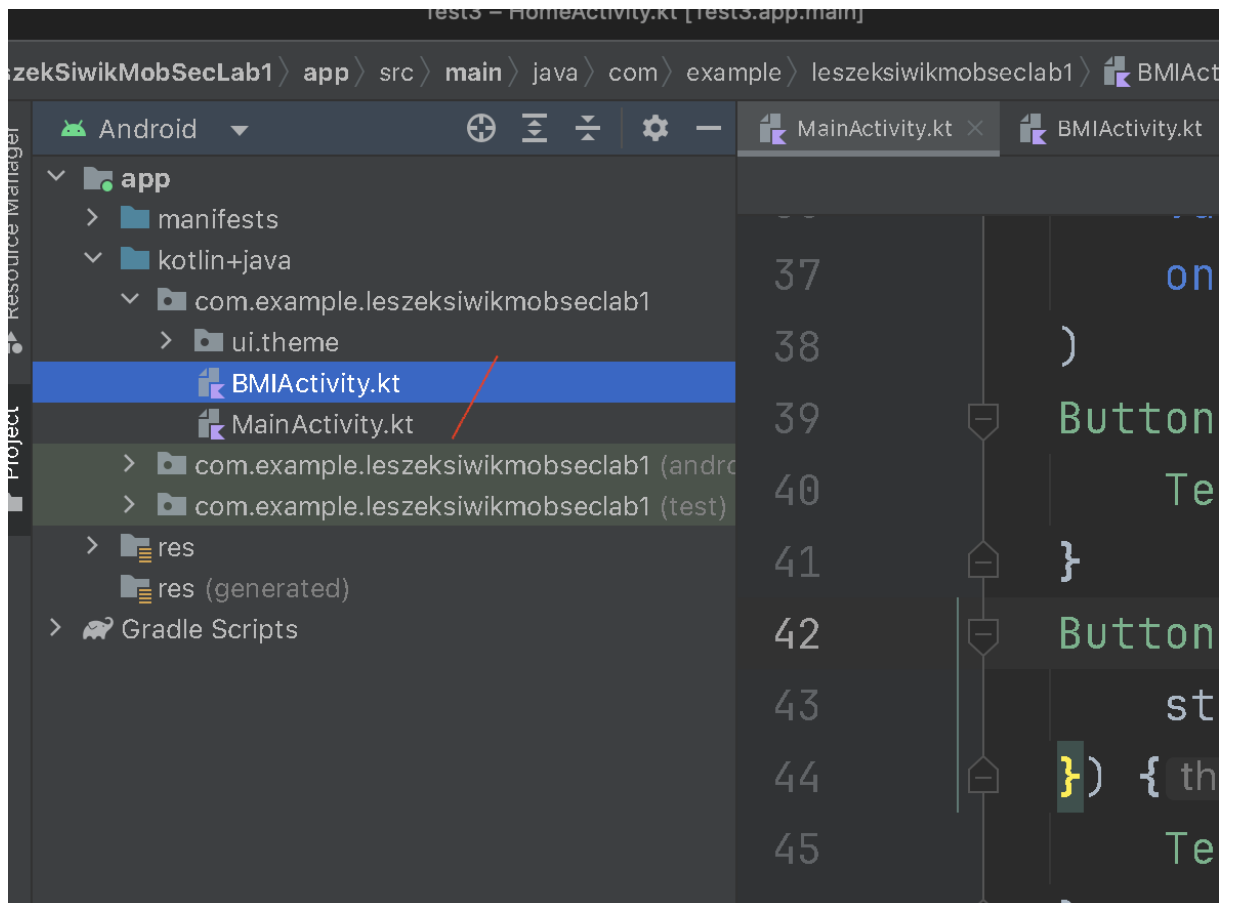 Test3 – HomeActivity.kt [Test3.app.main]
szekSiwikMobSecLab1 〉 app 〉 src 〉 main 〉 java 〉 com 〉 example 〉 leszeksiwikmobseclab1 〉 BMIAct
Android
MainActivity.kt
BMIActivity.kt
Resource Manager
Project
app
manifests
kotlin+java
com.example.leszeksiwikmobseclab1
ui.theme
BMIActivity.kt
MainActivity.kt
com.example.leszeksiwikmobseclab1 (andro
com.example.leszeksiwikmobseclab1 (test)
res
res (generated)
Gradle Scripts
37 on
38 )
39 Button
40 Te
41 }
42 Button
43 st
44 }) { th
45 Te